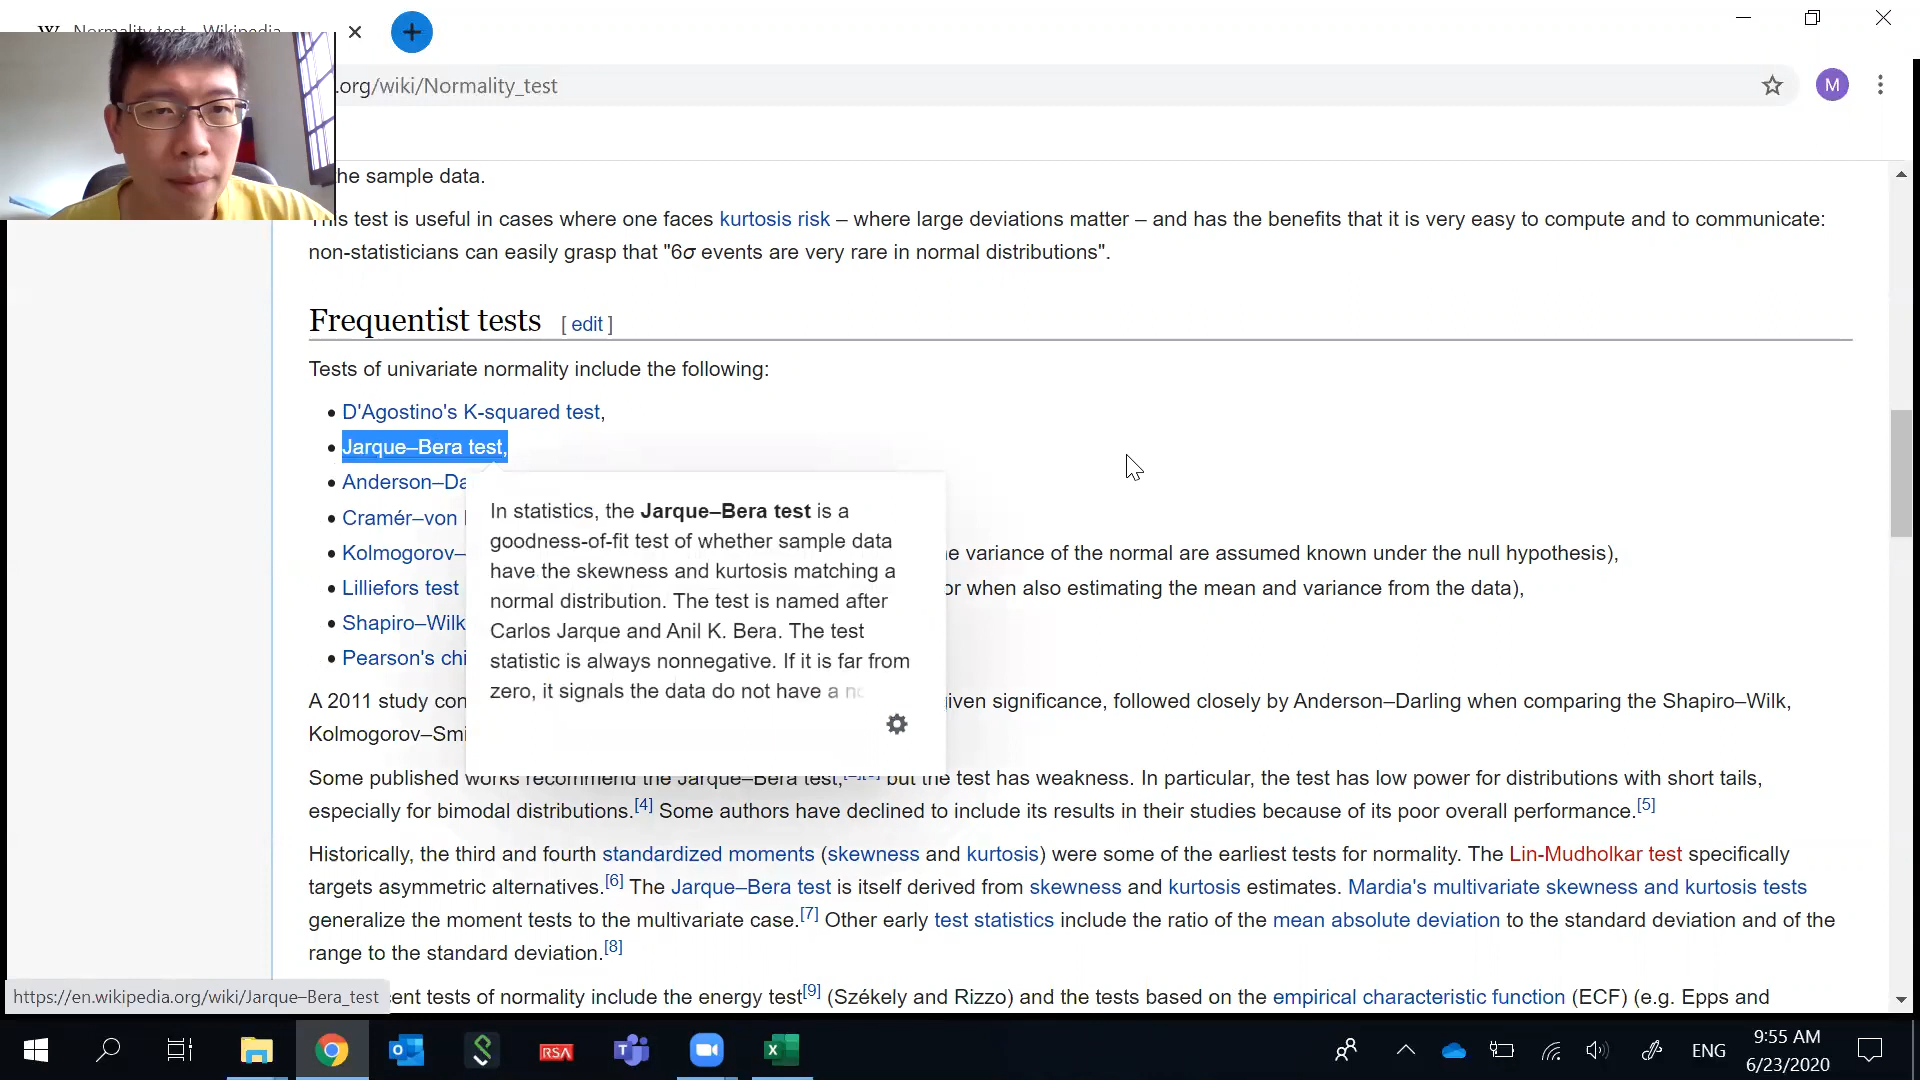 Normality test - Wikipedia
.org/wiki/Normality_test
M
he sample data.
This test is useful in cases where one faces kurtosis risk – where large deviations matter – and has the benefits that it is very easy to compute and to communicate:
non-statisticians can easily grasp that "6σ events are very rare in normal distributions".
Frequentist tests [ edit ]
Tests of univariate normality include the following:
• D'Agostino's K-squared test,
• Jarque–Bera test,
• Anderson–Da
• Cramér–von
• Kolmogorov– e variance of the normal are assumed known under the null hypothesis),
• Lilliefors test or when also estimating the mean and variance from the data),
• Shapiro–Wilk
• Pearson's chi
In statistics, the Jarque–Bera test is a
goodness-of-fit test of whether sample data
have the skewness and kurtosis matching a
normal distribution. The test is named after
Carlos Jarque and Anil K. Bera. The test
statistic is always nonnegative. If it is far from
zero, it signals the data do not have a no
A 2011 study con given significance, followed closely by Anderson–Darling when comparing the Shapiro–Wilk,
Kolmogorov–Smi
Some published works recommend the Jarque–Bera test, but the test has weakness. In particular, the test has low power for distributions with short tails,
especially for bimodal distributions.[4] Some authors have declined to include its results in their studies because of its poor overall performance.[5]
Historically, the third and fourth standardized moments (skewness and kurtosis) were some of the earliest tests for normality. The Lin-Mudholkar test specifically
targets asymmetric alternatives.[6] The Jarque–Bera test is itself derived from skewness and kurtosis estimates. Mardia's multivariate skewness and kurtosis tests
generalize the moment tests to the multivariate case.[7] Other early test statistics include the ratio of the mean absolute deviation to the standard deviation and of the
range to the standard deviation.[8]
https://en.wikipedia.org/wiki/Jarque–Bera_test
cent tests of normality include the energy test[9] (Székely and Rizzo) and the tests based on the empirical characteristic function (ECF) (e.g. Epps and
RSA
ENG
9:55 AM
6/23/2020